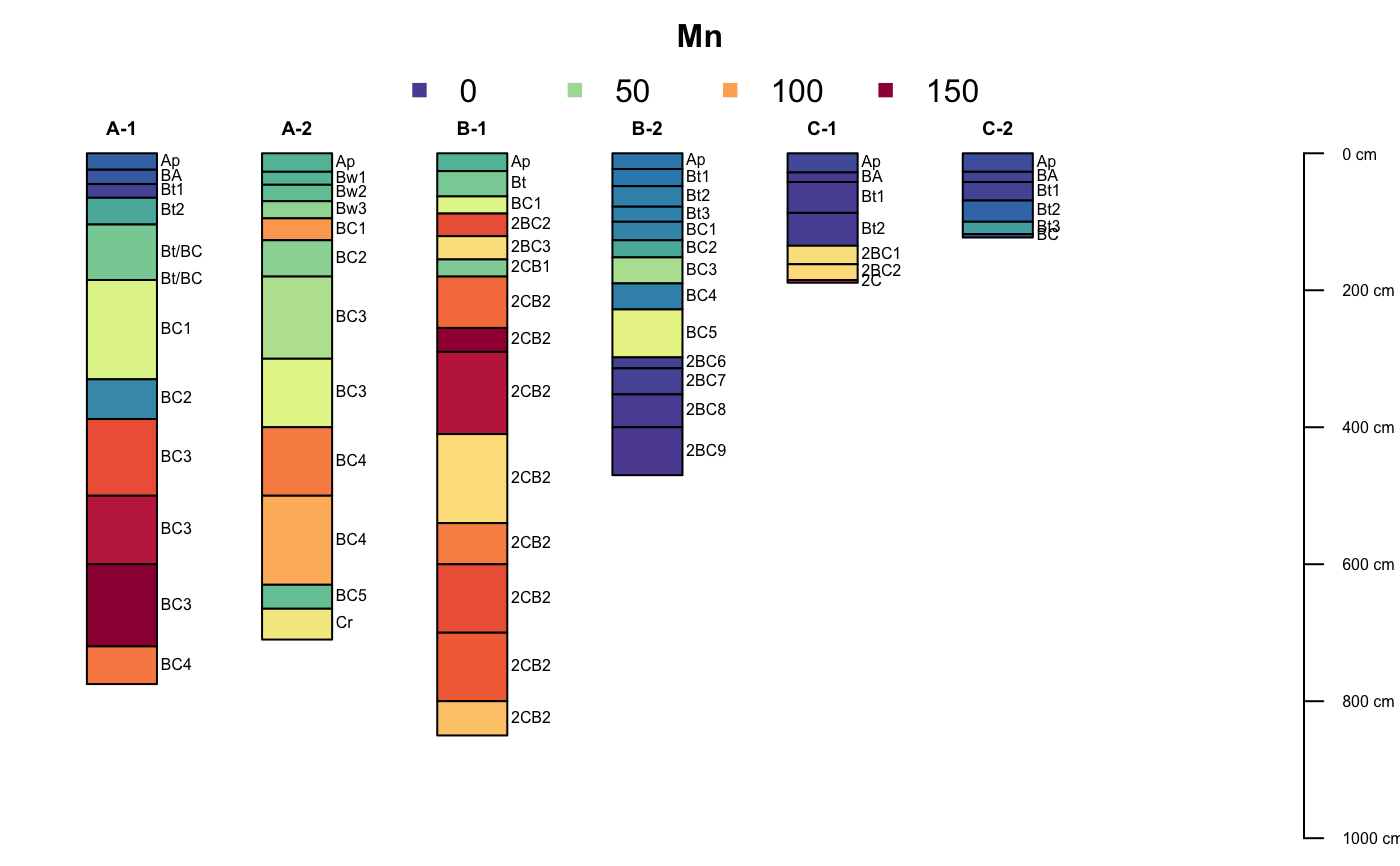 Mn
0 50 100 150
A-1 A-2 B-1 B-2 C-1 C-2
Ap
BA
Bt1
Bt2
Bt/BC
Bt/BC
BC1
BC2
BC3
BC3
BC3
BC4
Ap
Bw1
Bw2
Bw3
BC1
BC2
BC3
BC3
BC4
BC4
BC5
Cr
Ap
Bt
BC1
2BC2
2BC3
2CB1
2CB2
2CB2
2CB2
2CB2
2CB2
2CB2
2CB2
2CB2
Ap
Bt1
Bt2
Bt3
BC1
BC2
BC3
BC4
BC5
2BC6
2BC7
2BC8
2BC9
Ap
BA
Bt1
Bt2
2BC1
2BC2
2C
Ap
BA
Bt1
Bt2
Bt3
BC
0 cm
200 cm
400 cm
600 cm
800 cm
1000 cm